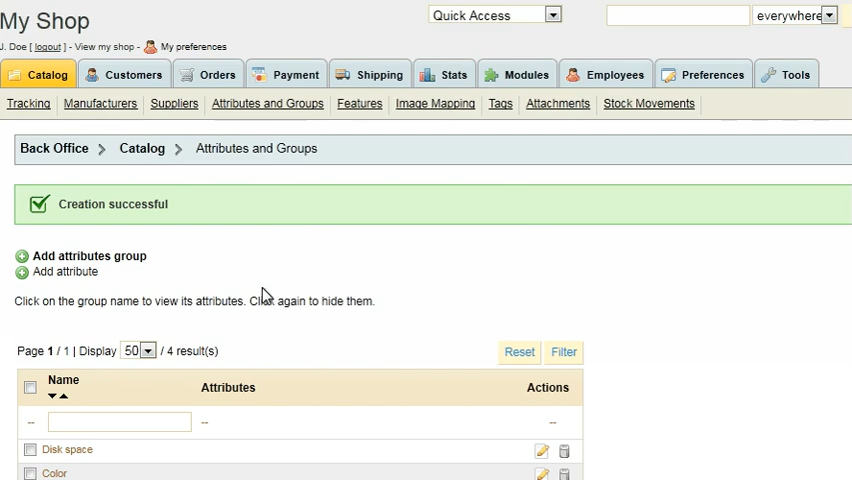 My Shop
Quick Access
everywhere
J. Doe [ logout ] - View my shop - My preferences
Catalog Customers Orders Payment Shipping Stats Modules Employees Preferences Tools
Tracking Manufacturers Suppliers Attributes and Groups Features Image Mapping Tags Attachments Stock Movements
Back Office > Catalog > Attributes and Groups
Creation successful
Add attributes group
Add attribute
Click on the group name to view its attributes. Click again to hide them.
Page 1 / 1 | Display 50 / 4 result(s) Reset Filter
Name Attributes Actions
-- -- --
Disk space
Color